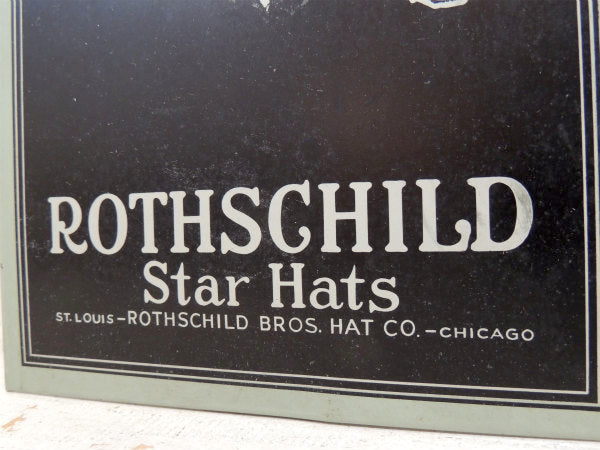 ROTHSCHILD
Star Hats
ST. LOUIS – ROTHSCHILD BROS. HAT CO. – CHICAGO